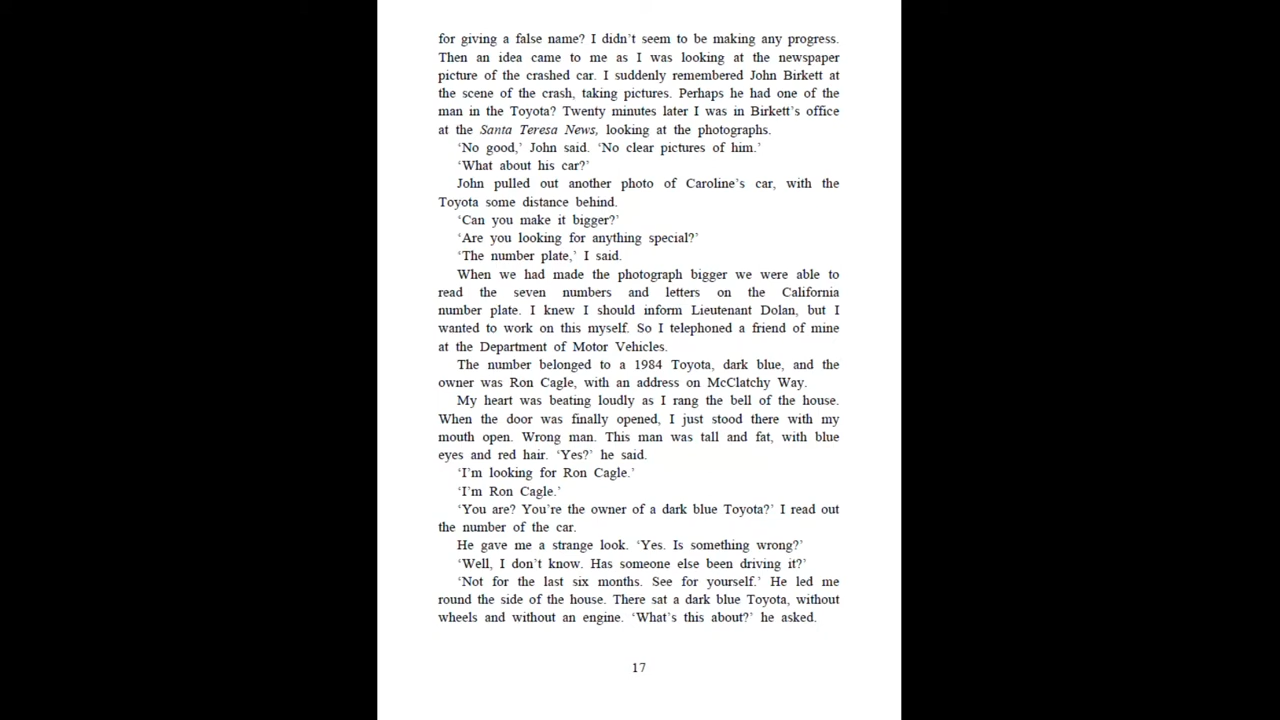 for giving a false name? I didn't seem to be making any progress.
Then an idea came to me as I was looking at the newspaper
picture of the crashed car. I suddenly remembered John Birkett at
the scene of the crash, taking pictures. Perhaps he had one of the
man in the Toyota? Twenty minutes later I was in Birkett's office
at the Santa Teresa News, looking at the photographs.
‘No good,’ John said. ‘No clear pictures of him.’
‘What about his car?’
John pulled out another photo of Caroline's car, with the
Toyota some distance behind.
‘Can you make it bigger?’
‘Are you looking for anything special?’
‘The number plate,’ I said.
When we had made the photograph bigger we were able to
read the seven numbers and letters on the California
number plate. I knew I should inform Lieutenant Dolan, but I
wanted to work on this myself. So I telephoned a friend of mine
at the Department of Motor Vehicles.
The number belonged to a 1984 Toyota, dark blue, and the
owner was Ron Cagle, with an address on McClatchy Way.
My heart was beating loudly as I rang the bell of the house.
When the door was finally opened, I just stood there with my
mouth open. Wrong man. This man was tall and fat, with blue
eyes and red hair. ‘Yes?’ he said.
‘I'm looking for Ron Cagle.’
‘I'm Ron Cagle.’
‘You are? You're the owner of a dark blue Toyota?’ I read out
the number of the car.
He gave me a strange look. ‘Yes. Is something wrong?’
‘Well, I don't know. Has someone else been driving it?’
‘Not for the last six months. See for yourself.’ He led me
round the side of the house. There sat a dark blue Toyota, without
wheels and without an engine. ‘What's this about?’ he asked.
17